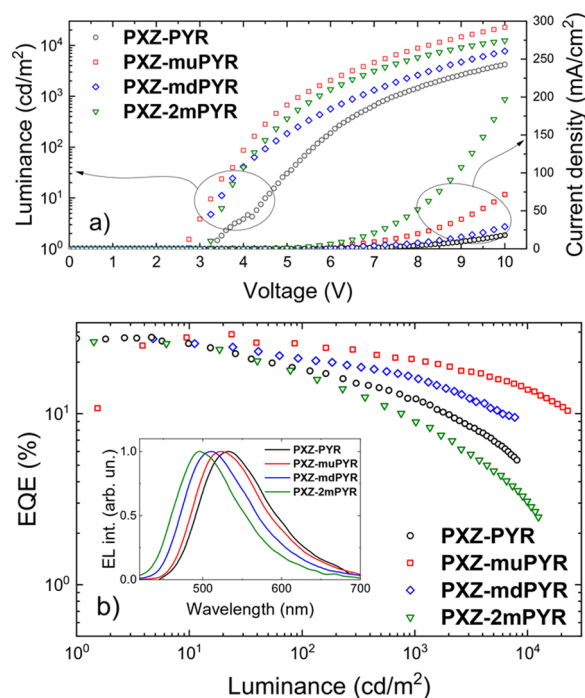 PXZ-PYR
PXZ-muPYR
PXZ-mdPYR
PXZ-2mPYR
Luminance (cd/m²)
10⁴
10³
10²
10¹
10⁰
Current density (mA/cm²)
300
250
200
150
100
50
0
a)
0 1 2 3 4 5 6 7 8 9 10
Voltage (V)
EQE (%)
10¹%
10⁰%
EL int. (arb. un.)
1.0
0.5
0.0
PXZ-PYR
PXZ-muPYR
PXZ-mdPYR
PXZ-2mPYR
500 600 700
Wavelength (nm)
b)
PXZ-PYR
PXZ-muPYR
PXZ-mdPYR
PXZ-2mPYR
10⁰ 10¹ 10² 10³ 10⁴
Luminance (cd/m²)